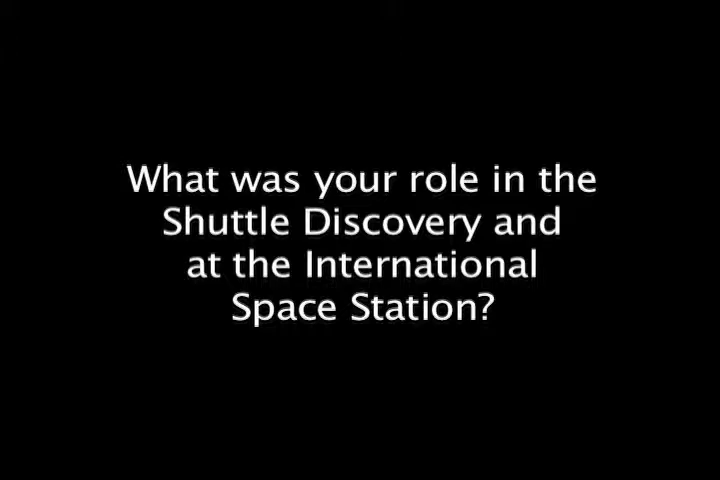 What was your role in the
Shuttle Discovery and
at the International
Space Station?